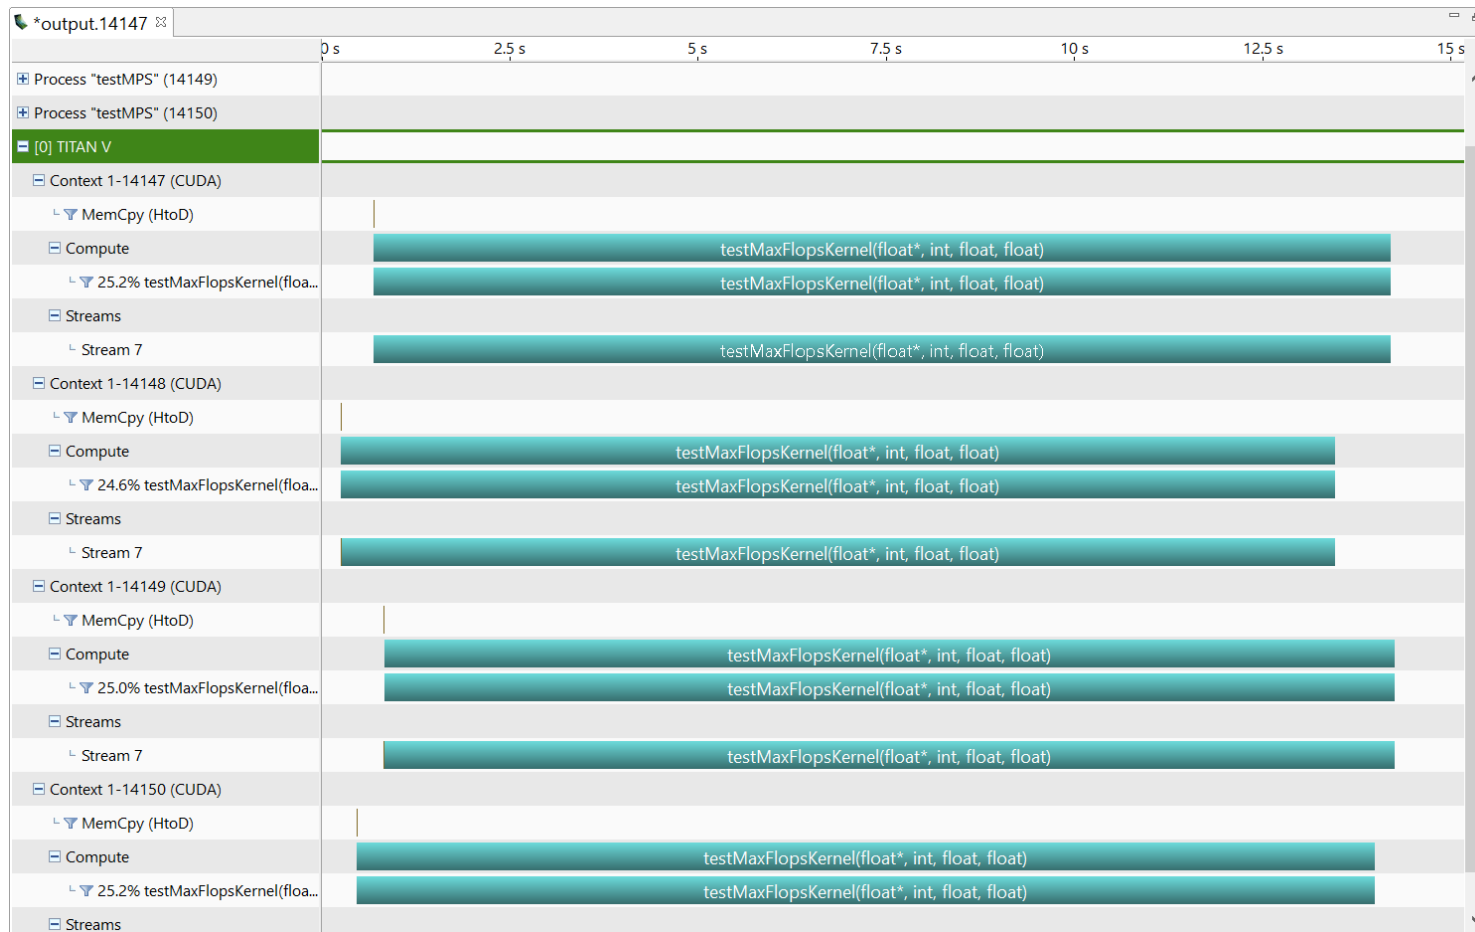 *output.14147
0 s 2.5 s 5 s 7.5 s 10 s 12.5 s 15 s
Process "testMPS" (14149)
Process "testMPS" (14150)
[0] TITAN V
Context 1-14147 (CUDA)
MemCpy (HtoD)
Compute testMaxFlopsKernel(float*, int, float, float)
25.2% testMaxFlopsKernel(floa... testMaxFlopsKernel(float*, int, float, float)
Streams
Stream 7 testMaxFlopsKernel(float*, int, float, float)
Context 1-14148 (CUDA)
MemCpy (HtoD)
Compute testMaxFlopsKernel(float*, int, float, float)
24.6% testMaxFlopsKernel(floa... testMaxFlopsKernel(float*, int, float, float)
Streams
Stream 7 testMaxFlopsKernel(float*, int, float, float)
Context 1-14149 (CUDA)
MemCpy (HtoD)
Compute testMaxFlopsKernel(float*, int, float, float)
25.0% testMaxFlopsKernel(floa... testMaxFlopsKernel(float*, int, float, float)
Streams
Stream 7 testMaxFlopsKernel(float*, int, float, float)
Context 1-14150 (CUDA)
MemCpy (HtoD)
Compute testMaxFlopsKernel(float*, int, float, float)
25.2% testMaxFlopsKernel(floa... testMaxFlopsKernel(float*, int, float, float)
Streams